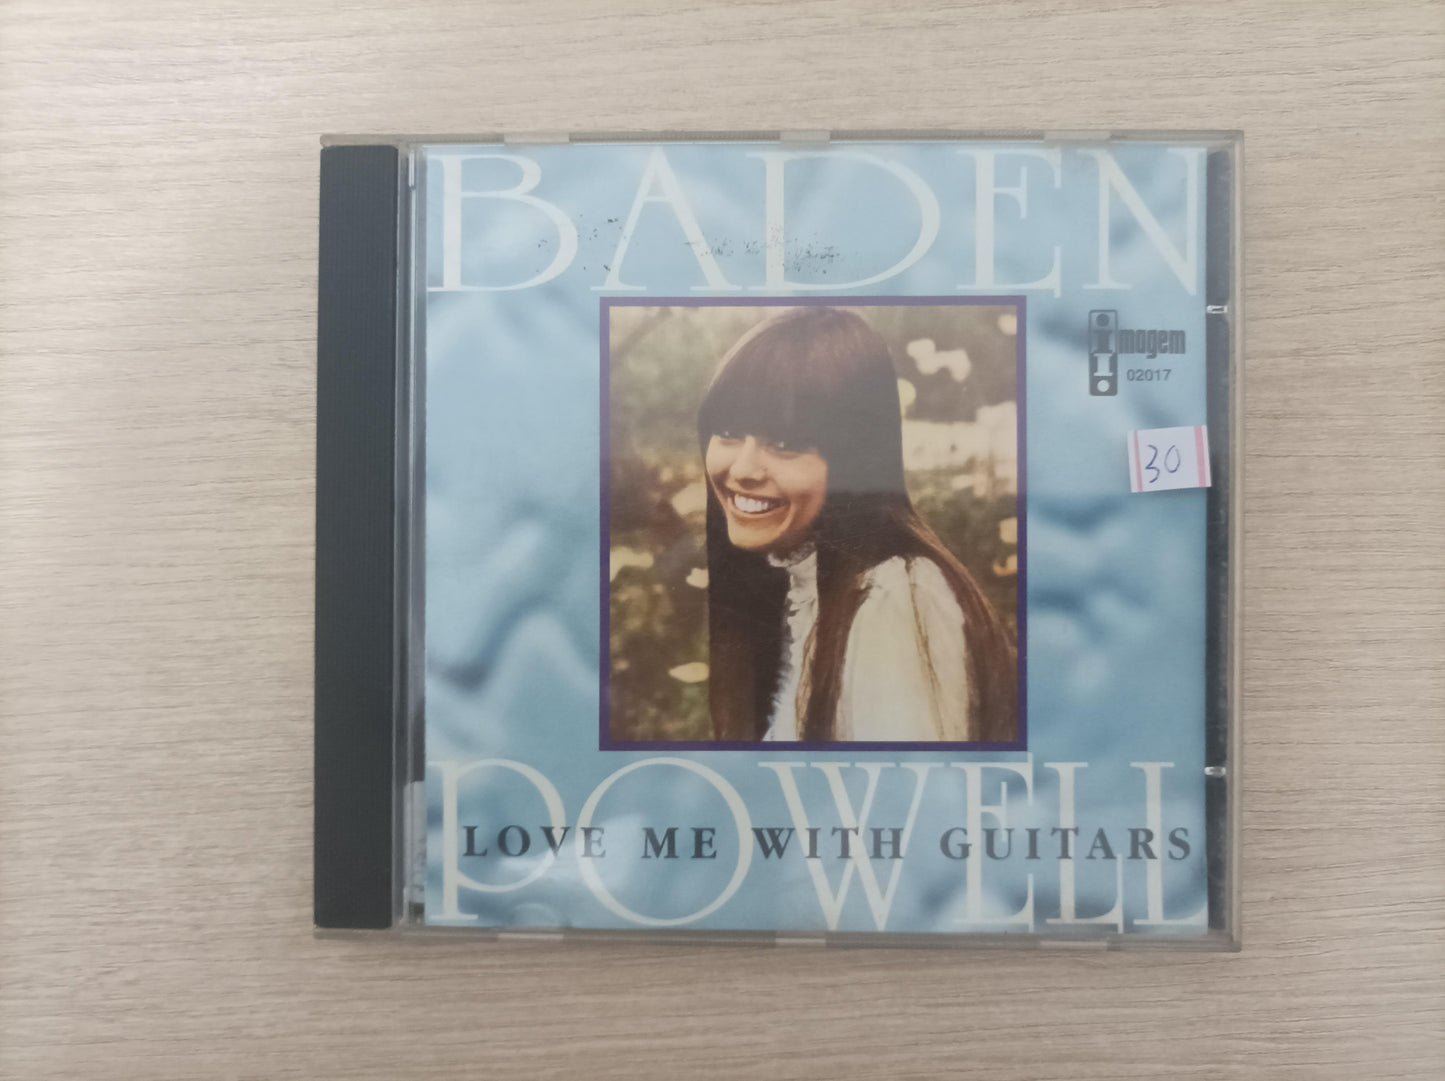 BADEN
imagem
02017
30
POWELL
LOVE ME WITH GUITARS